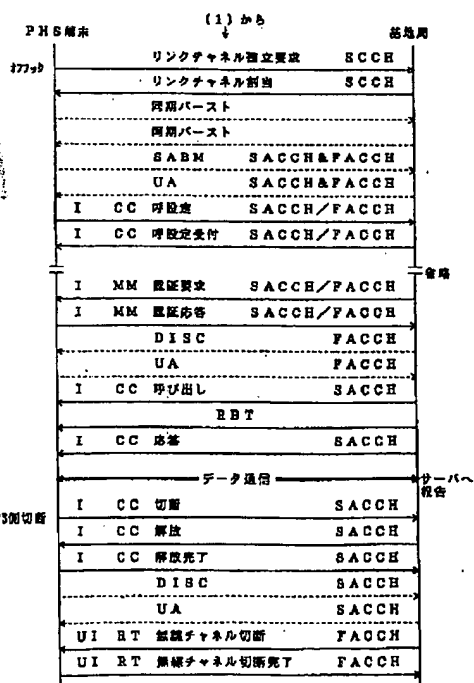 (1) から
PHS端末 基地局
オフフック
リンクチャネル確立要求 SCCH
リンクチャネル割当 SCCH
同期バースト
同期バースト
SABM SACCH&FACCH
UA SACCH&FACCH
I CC 呼設定 SACCH/FACCH
I CC 呼設定受付 SACCH/FACCH
省略
I MM 認証要求 SACCH/FACCH
I MM 認証応答 SACCH/FACCH
DISC FACCH
UA FACCH
I CC 呼び出し SACCH
RBT
I CC 応答 SACCH
データ通信 サーバへ
報告
I CC 切断 SACCH
側切断
I CC 解放 SACCH
I CC 解放完了 SACCH
DISC SACCH
UA SACCH
UI RT 無線チャネル切断 FACCH
UI RT 無線チャネル切断完了 FACCH